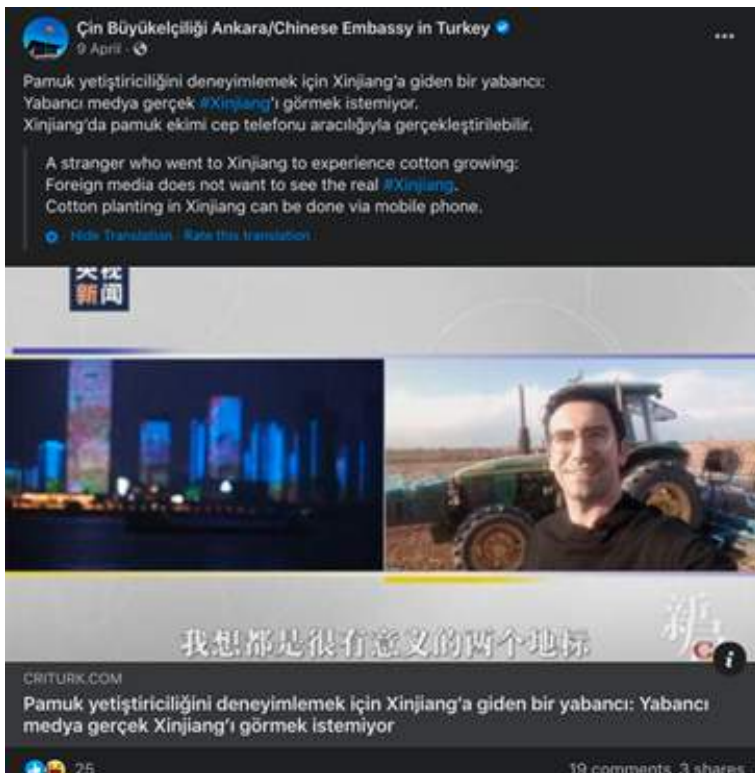 Çin Büyükelçiliği Ankara/Chinese Embassy in Turkey
9 April ·
Pamuk yetiştiriciliğini deneyimlemek için Xinjiang'a giden bir yabancı:
Yabancı medya gerçek #Xinjiang'ı görmek istemiyor.
Xinjiang'da pamuk ekimi cep telefonu aracılığıyla gerçekleştirilebilir.
A stranger who went to Xinjiang to experience cotton growing:
Foreign media does not want to see the real #Xinjiang.
Cotton planting in Xinjiang can be done via mobile phone.
Hide Translation · Rate this translation
央视
新闻
我想都是很有意义的两个地标
CRITURK.COM
Pamuk yetiştiriciliğini deneyimlemek için Xinjiang'a giden bir yabancı: Yabancı
medya gerçek Xinjiang'ı görmek istemiyor
25
19 comments, 3 shares